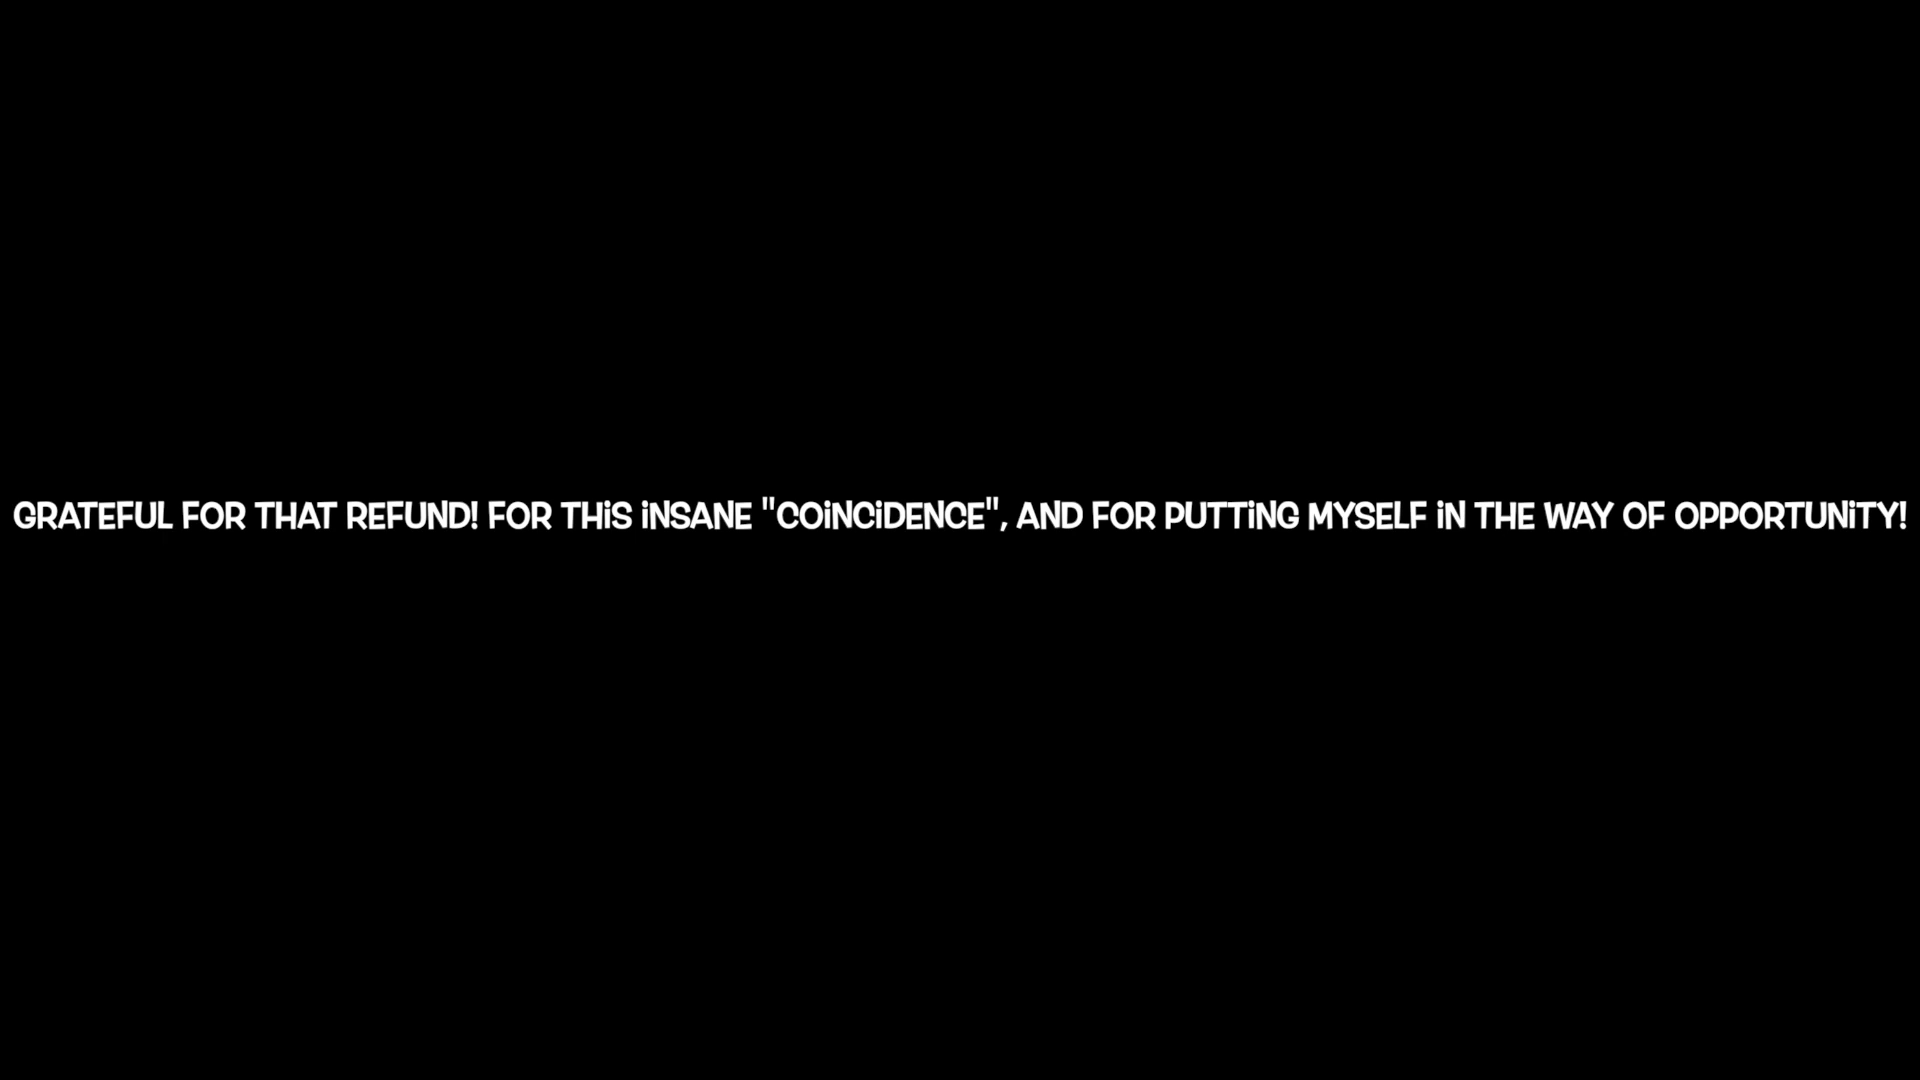 GRATEFUL FOR THAT REFUND! FOR THiS iNSANE "COiNCiDENCE", AND FOR PUTTiNG MYSELF iN THE WAY OF OPPORTUNiTY!